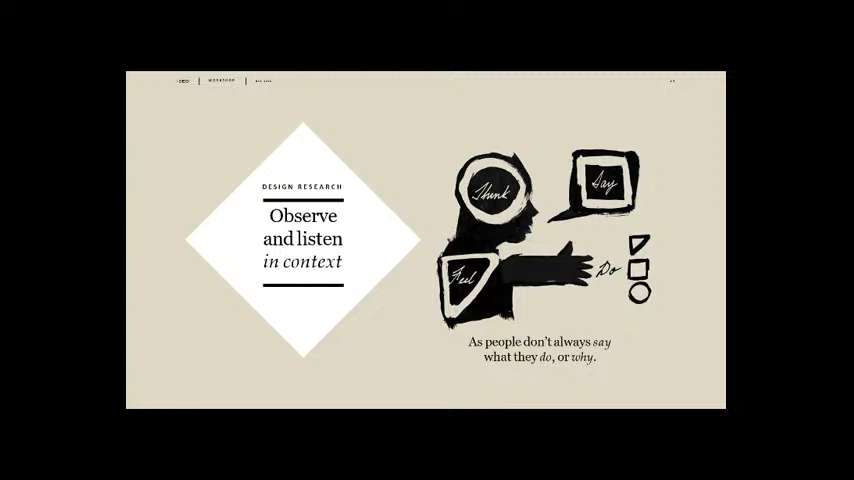 WORKSHOP
DESIGN RESEARCH
Observe
and listen
in context
Think
Say
Feel
Do
As people don't always say
what they do, or why.